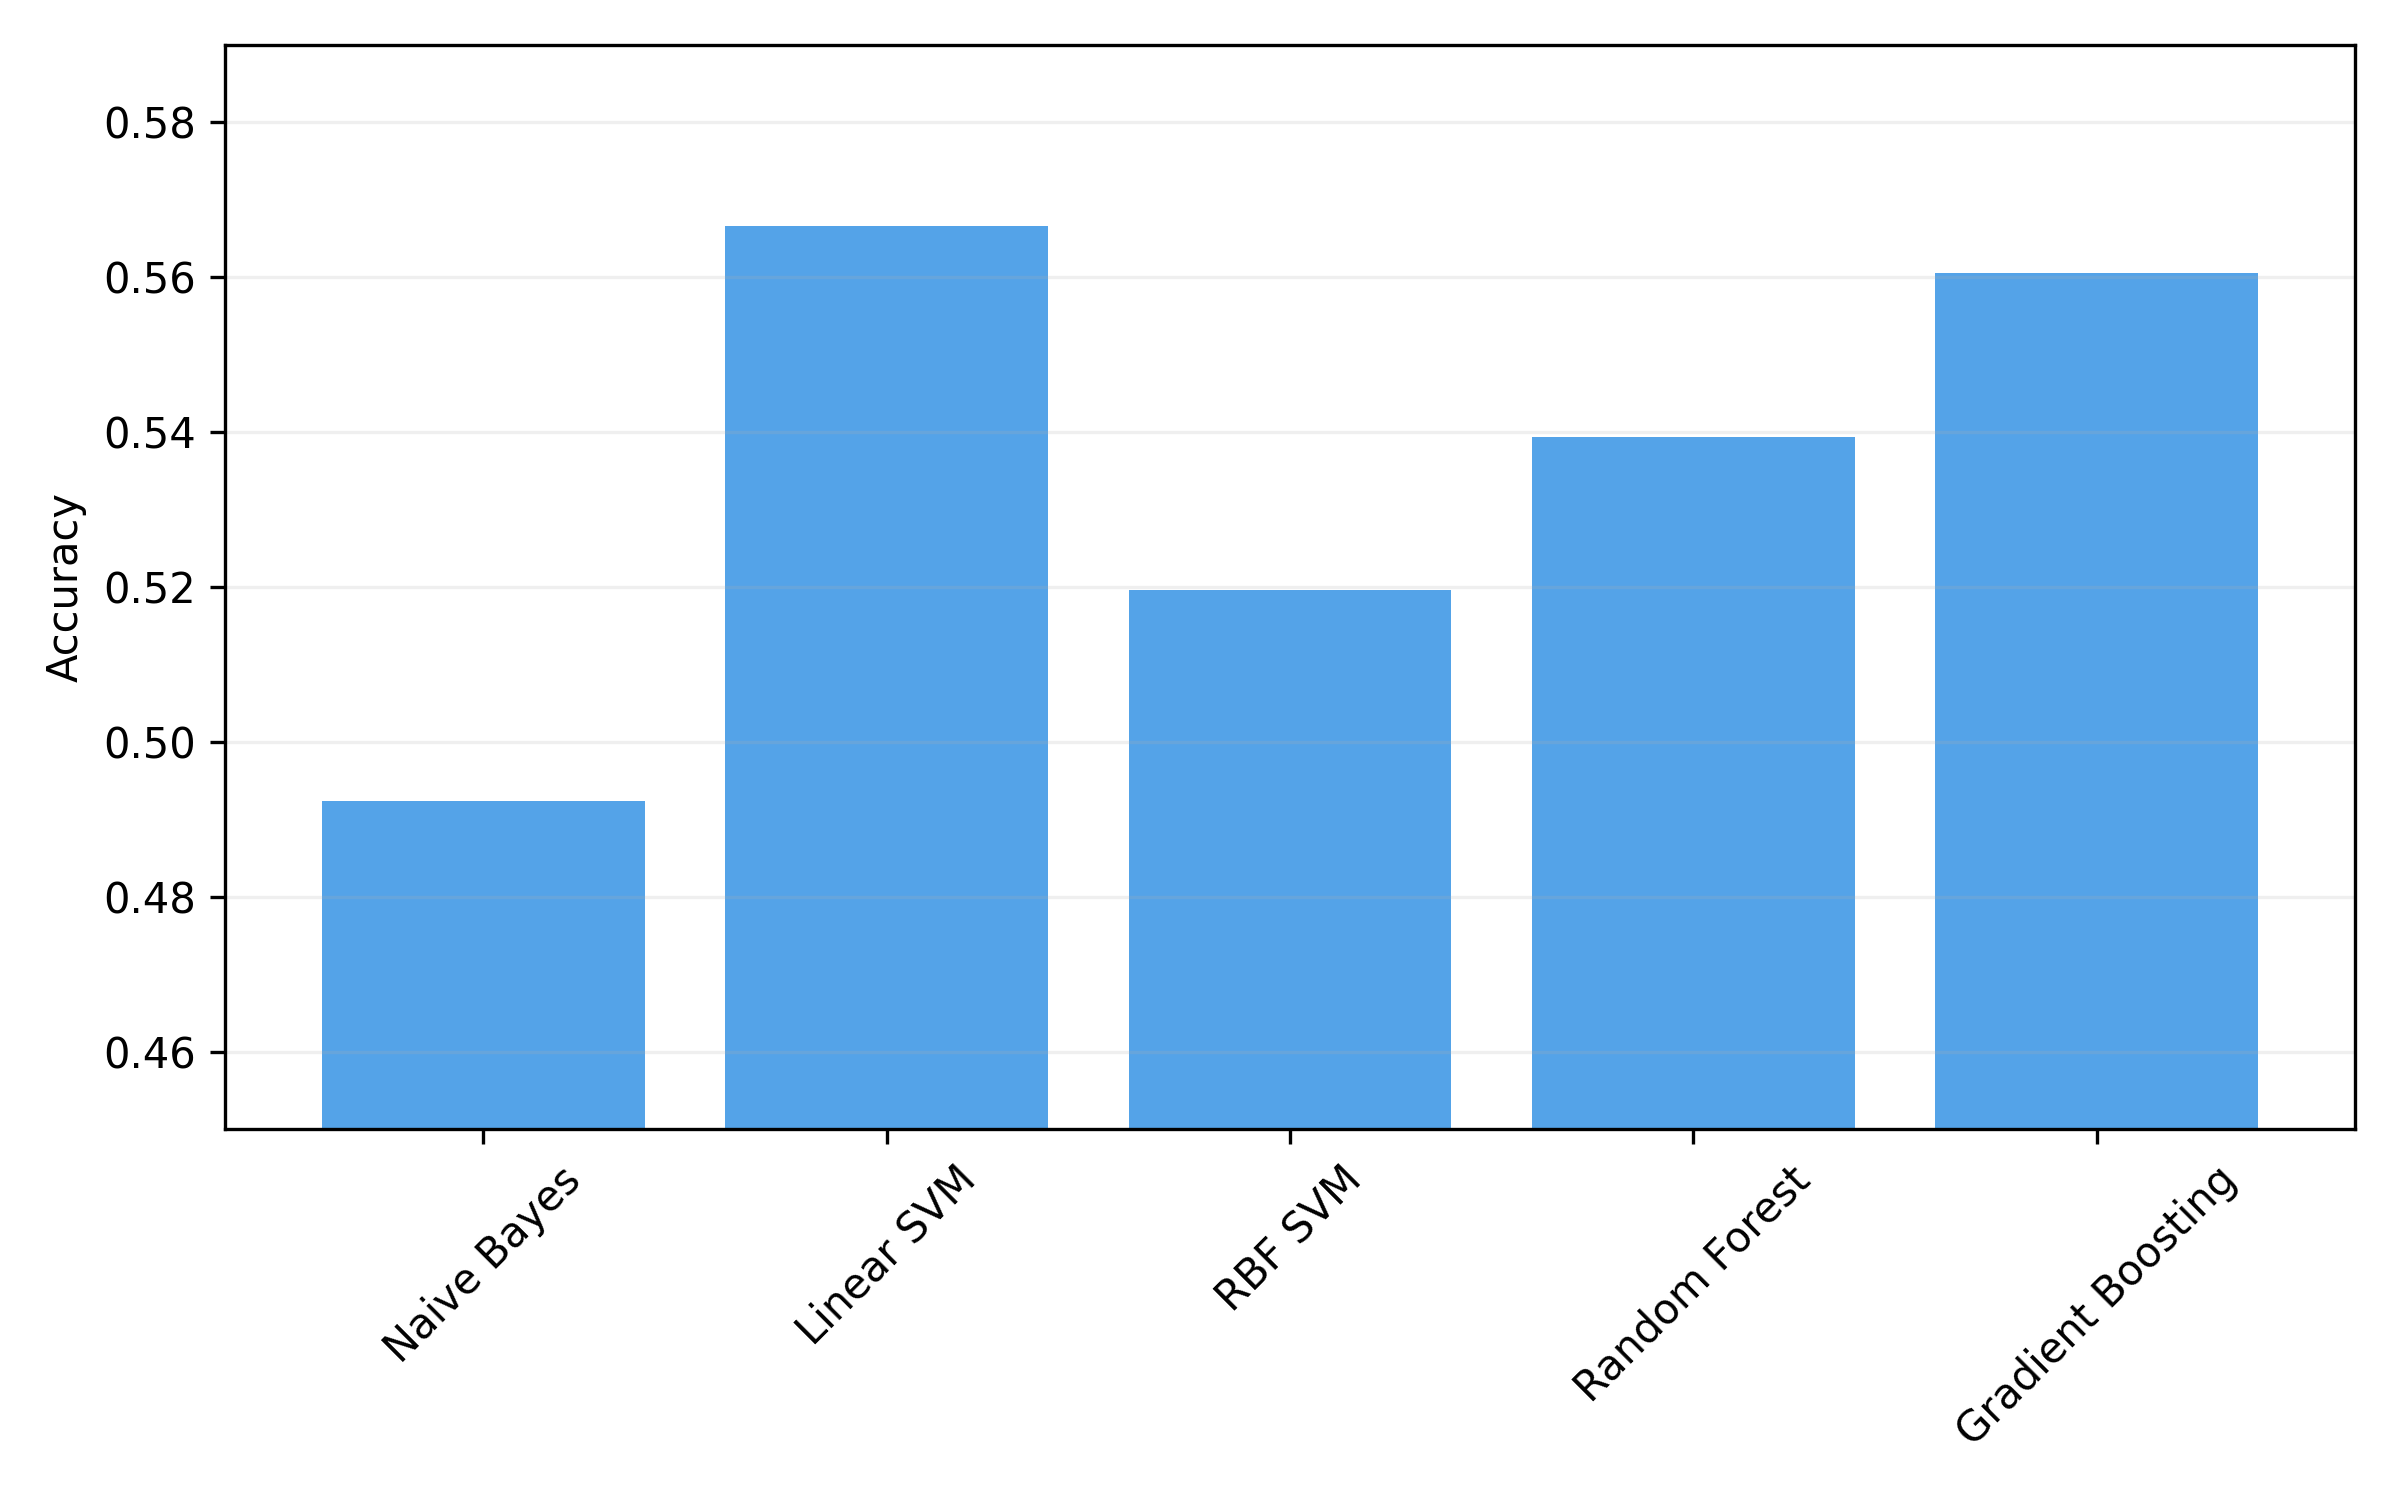 0.58
0.56
0.54
0.52
0.50
0.48
0.46
Accuracy
Naive Bayes
Linear SVM
RBF SVM
Random Forest
Gradient Boosting